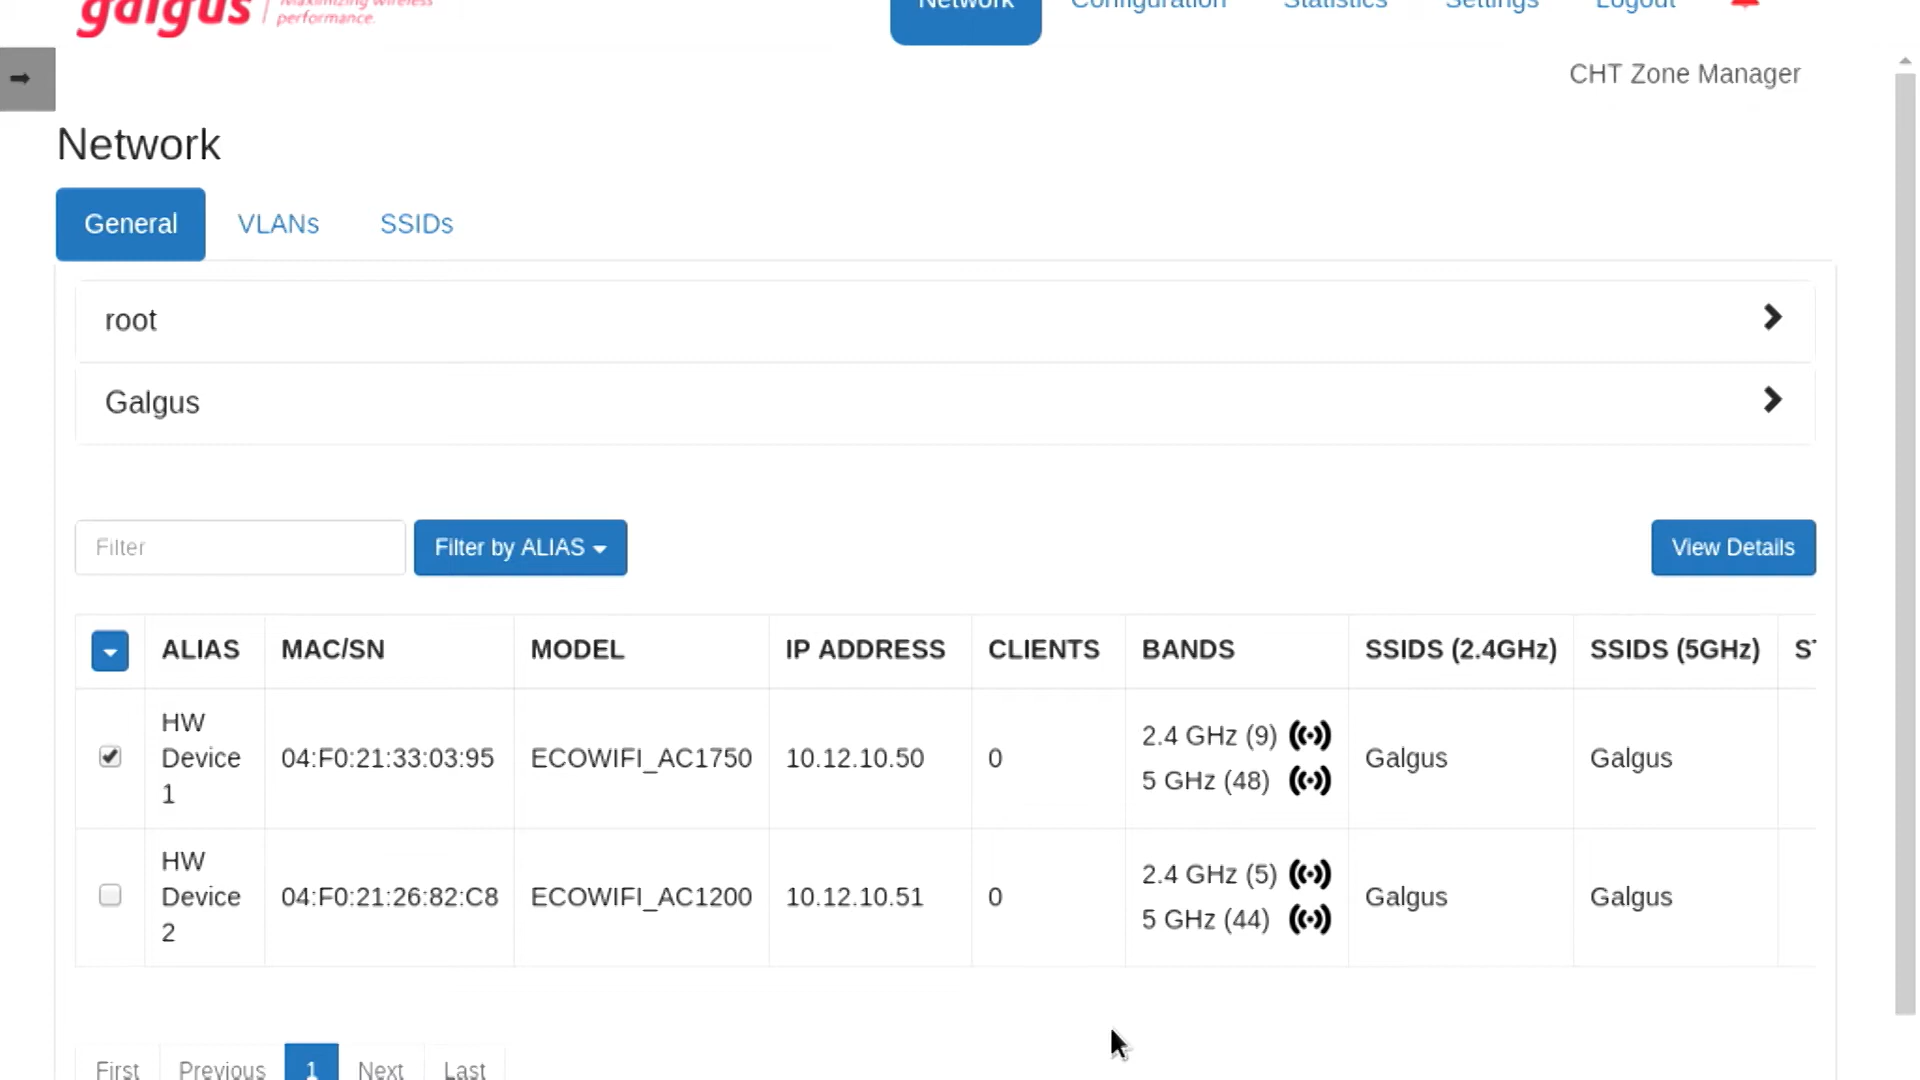 galgus
Maximizing wireless
performance.
Network
Configuration
Statistics
Settings
Logout
CHT Zone Manager
Network
General
VLANs
SSIDs
root
Galgus
Filter
Filter by ALIAS
View Details
ALIAS MAC/SN MODEL IP ADDRESS CLIENTS BANDS SSIDS (2.4GHz) SSIDS (5GHz)
HW
Device
1
04:F0:21:33:03:95
ECOWIFI_AC1750
10.12.10.50
0
2.4 GHz (9)
5 GHz (48)
Galgus
Galgus
HW
Device
2
04:F0:21:26:82:C8
ECOWIFI_AC1200
10.12.10.51
0
2.4 GHz (5)
5 GHz (44)
Galgus
Galgus
First
Previous
1
Next
Last